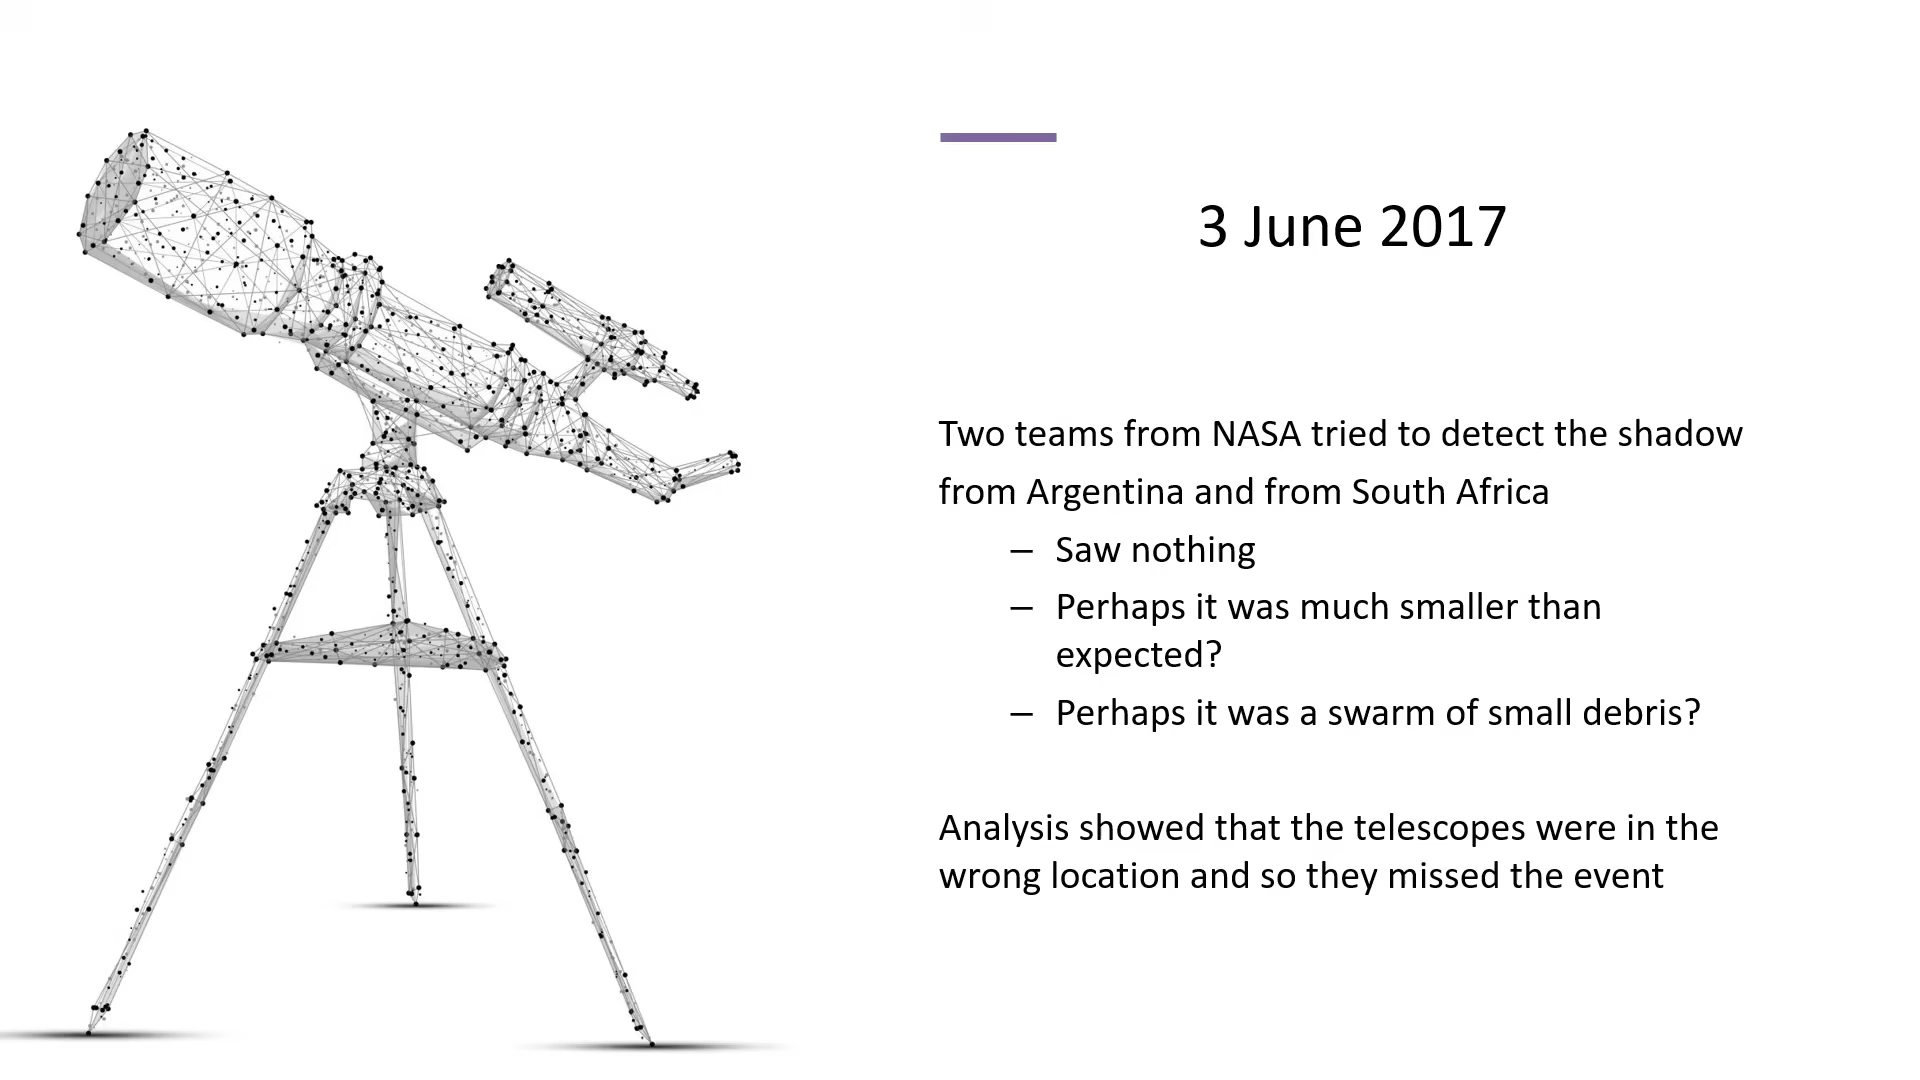 3 June 2017
Two teams from NASA tried to detect the shadow
from Argentina and from South Africa
– Saw nothing
– Perhaps it was much smaller than
expected?
– Perhaps it was a swarm of small debris?
Analysis showed that the telescopes were in the
wrong location and so they missed the event